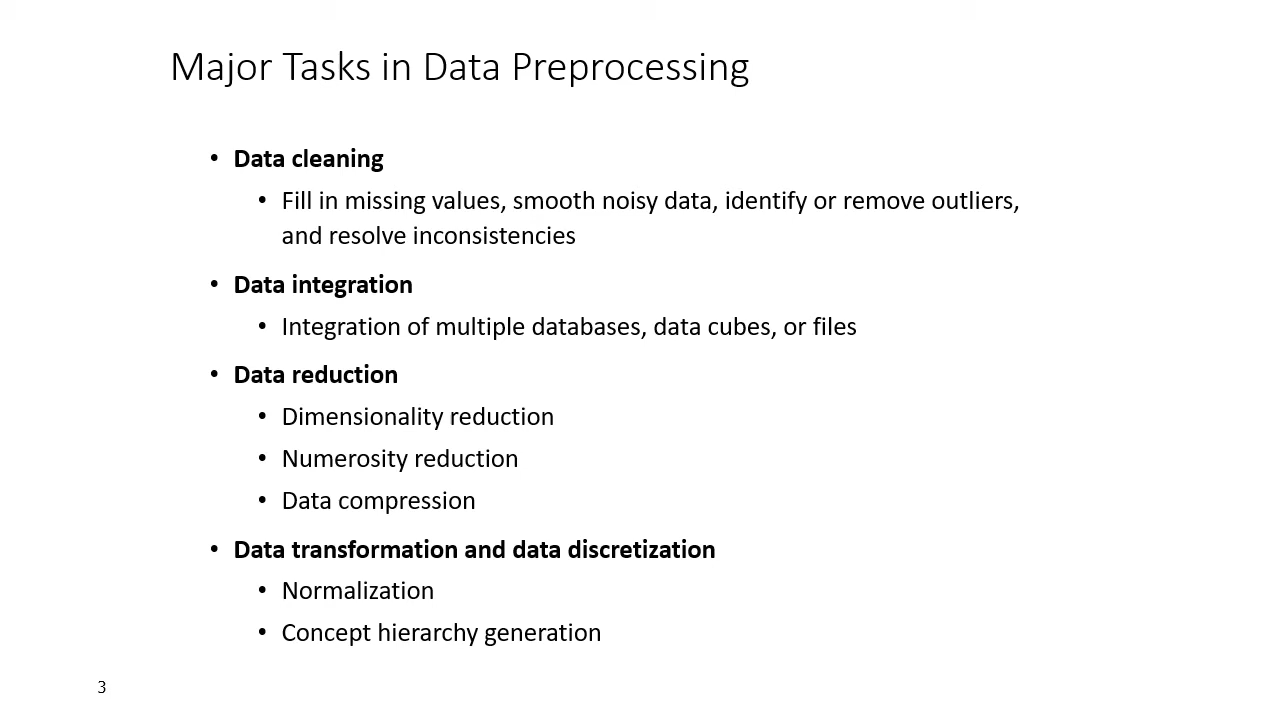 Major Tasks in Data Preprocessing
• Data cleaning
• Fill in missing values, smooth noisy data, identify or remove outliers,
and resolve inconsistencies
• Data integration
• Integration of multiple databases, data cubes, or files
• Data reduction
• Dimensionality reduction
• Numerosity reduction
• Data compression
• Data transformation and data discretization
• Normalization
• Concept hierarchy generation
3